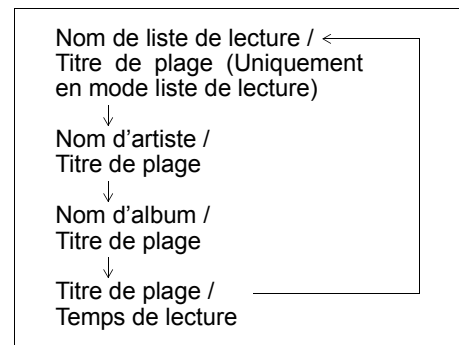 Nom de liste de lecture /
Titre de plage (Uniquement
en mode liste de lecture)
Nom d'artiste /
Titre de plage
Nom d'album /
Titre de plage
Titre de plage /
Temps de lecture